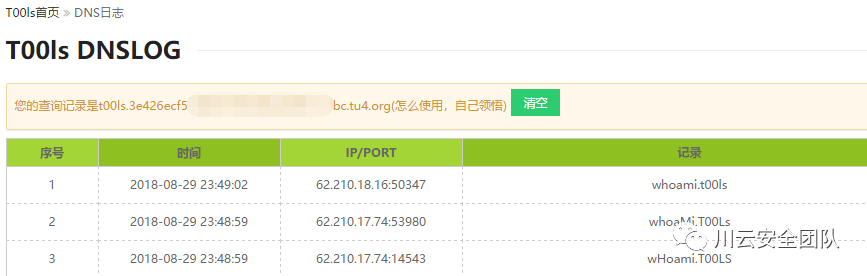 T00ls首页 » DNS日志
T00ls DNSLOG
您的查询记录是t00ls.3e426ecf5 bc.tu4.org(怎么使用，自己领悟) 清空
序号 时间 IP/PORT 记录
1 2018-08-29 23:49:02 62.210.18.16:50347 whoami.t00ls
2 2018-08-29 23:48:59 62.210.17.74:53980 whoaMi.T00Ls
3 2018-08-29 23:48:59 62.210.17.74:14543 wHoami.T00LS
川云安全团队